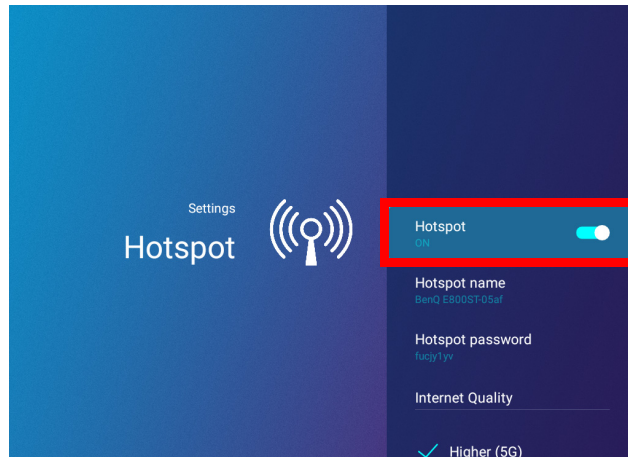 Settings
Hotspot
Hotspot
ON
Hotspot name
BenQ E800ST-05af
Hotspot password
fucjy1yv
Internet Quality
Higher (5G)